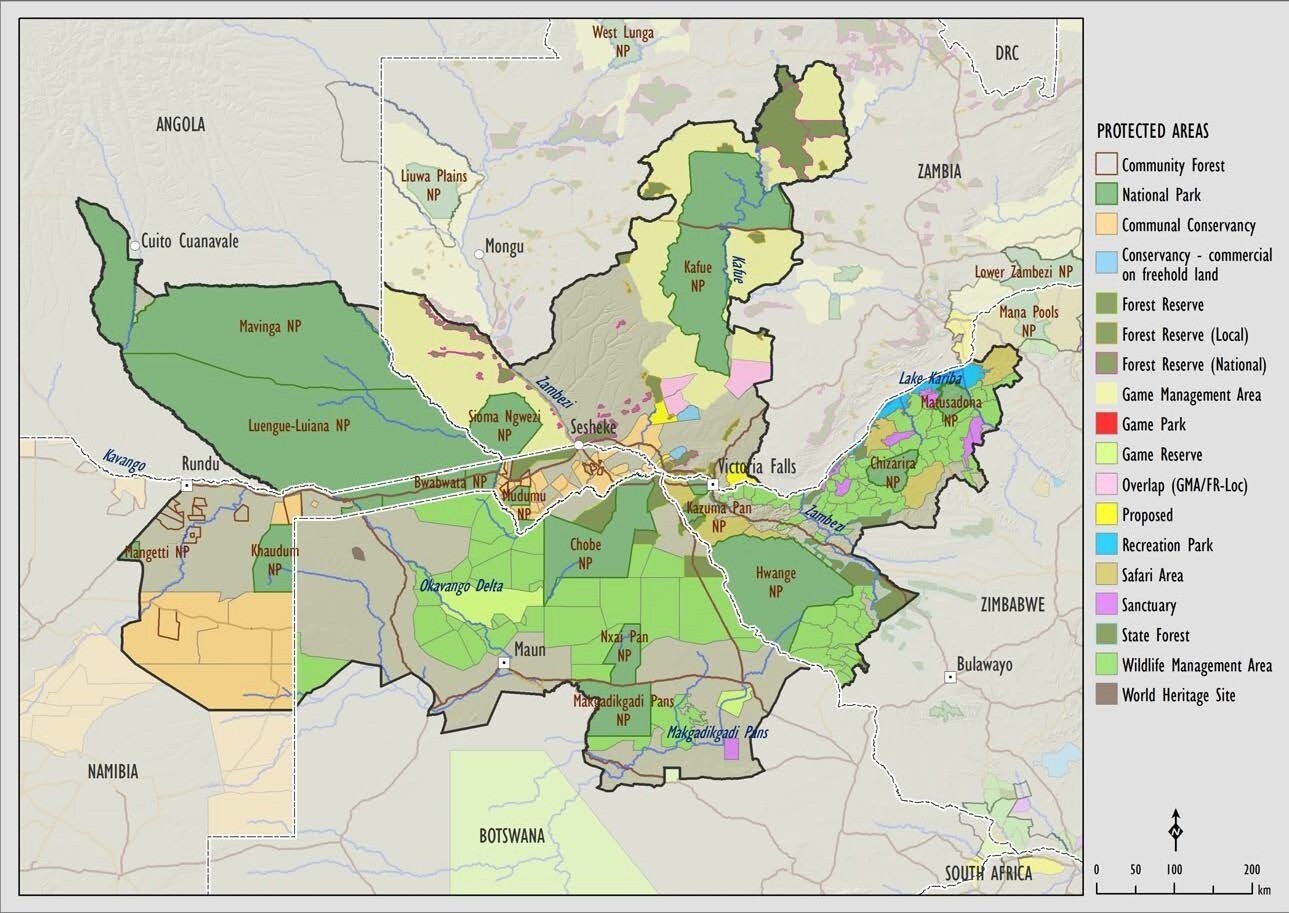 West Lunga
NP
DRC
ANGOLA
ZAMBIA
Liuwa Plains
NP
Cuito Cuanavale
Mongu
Kafue
NP
Kafue
Lower Zambezi NP
Mana Pools
NP
Mavinga NP
Lake Kariba
Zambezi
Matusadona
NP
Sioma Ngwezi
NP
Luengue-Luiana NP
Sesheke
Kavango
Rundu
Victoria Falls
Chizarira
NP
Bwabwata NP
Mudumu
NP
Kazuma Pan
NP
Zambezi
Mangetti NP
Khaudum
NP
Chobe
NP
Hwange
NP
Okavango Delta
ZIMBABWE
Nxai Pan
NP
Maun
Bulawayo
Makgadikgadi Pans
NP
Makgadikgadi Pans
NAMIBIA
BOTSWANA
SOUTH AFRICA
PROTECTED AREAS
Community Forest
National Park
Communal Conservancy
Conservancy - commercial
on freehold land
Forest Reserve
Forest Reserve (Local)
Forest Reserve (National)
Game Management Area
Game Park
Game Reserve
Overlap (GMA/FR-Loc)
Proposed
Recreation Park
Safari Area
Sanctuary
State Forest
Wildlife Management Area
World Heritage Site
N
0 50 100 200
km